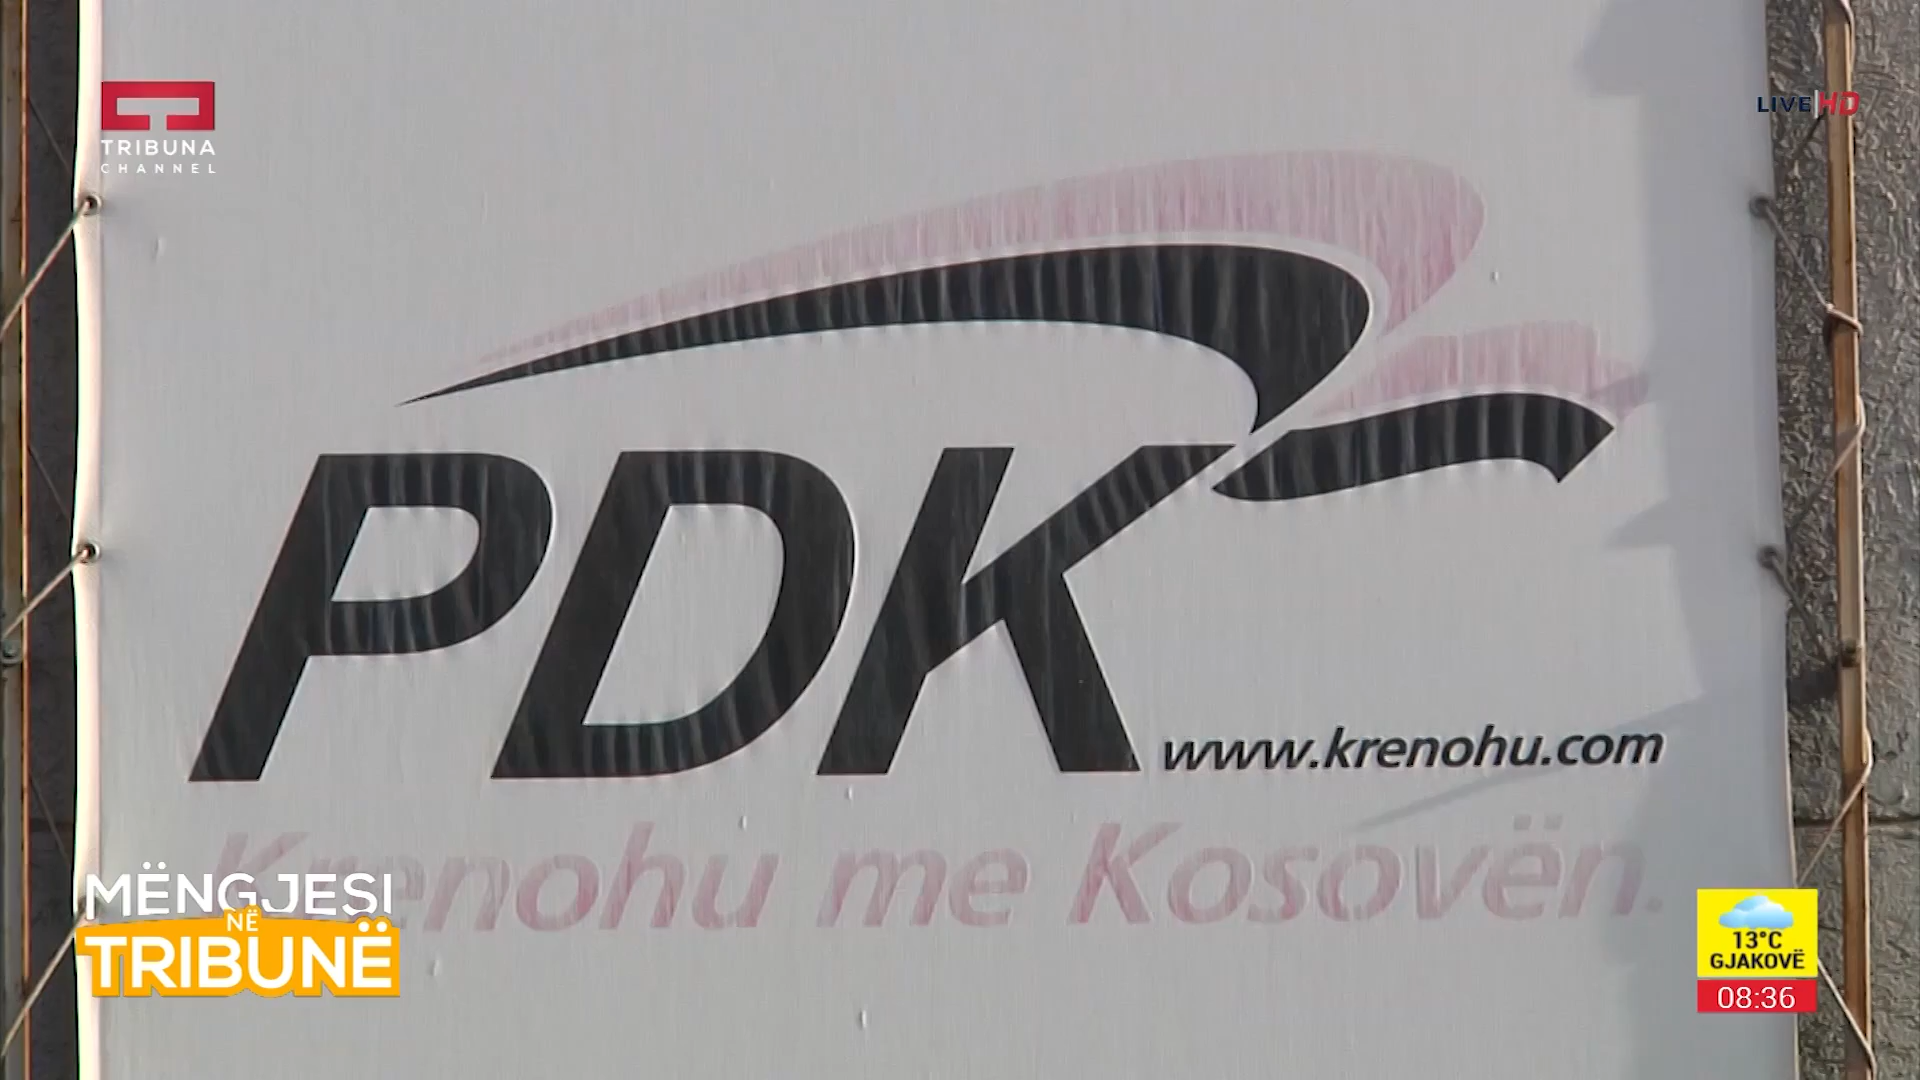 TRIBUNA
CHANNEL
LIVE|HD
PDK
www.krenohu.com
Krenohu me Kosovën.
MËNGJESI
NË
TRIBUNË
13°C
GJAKOVË
08:36